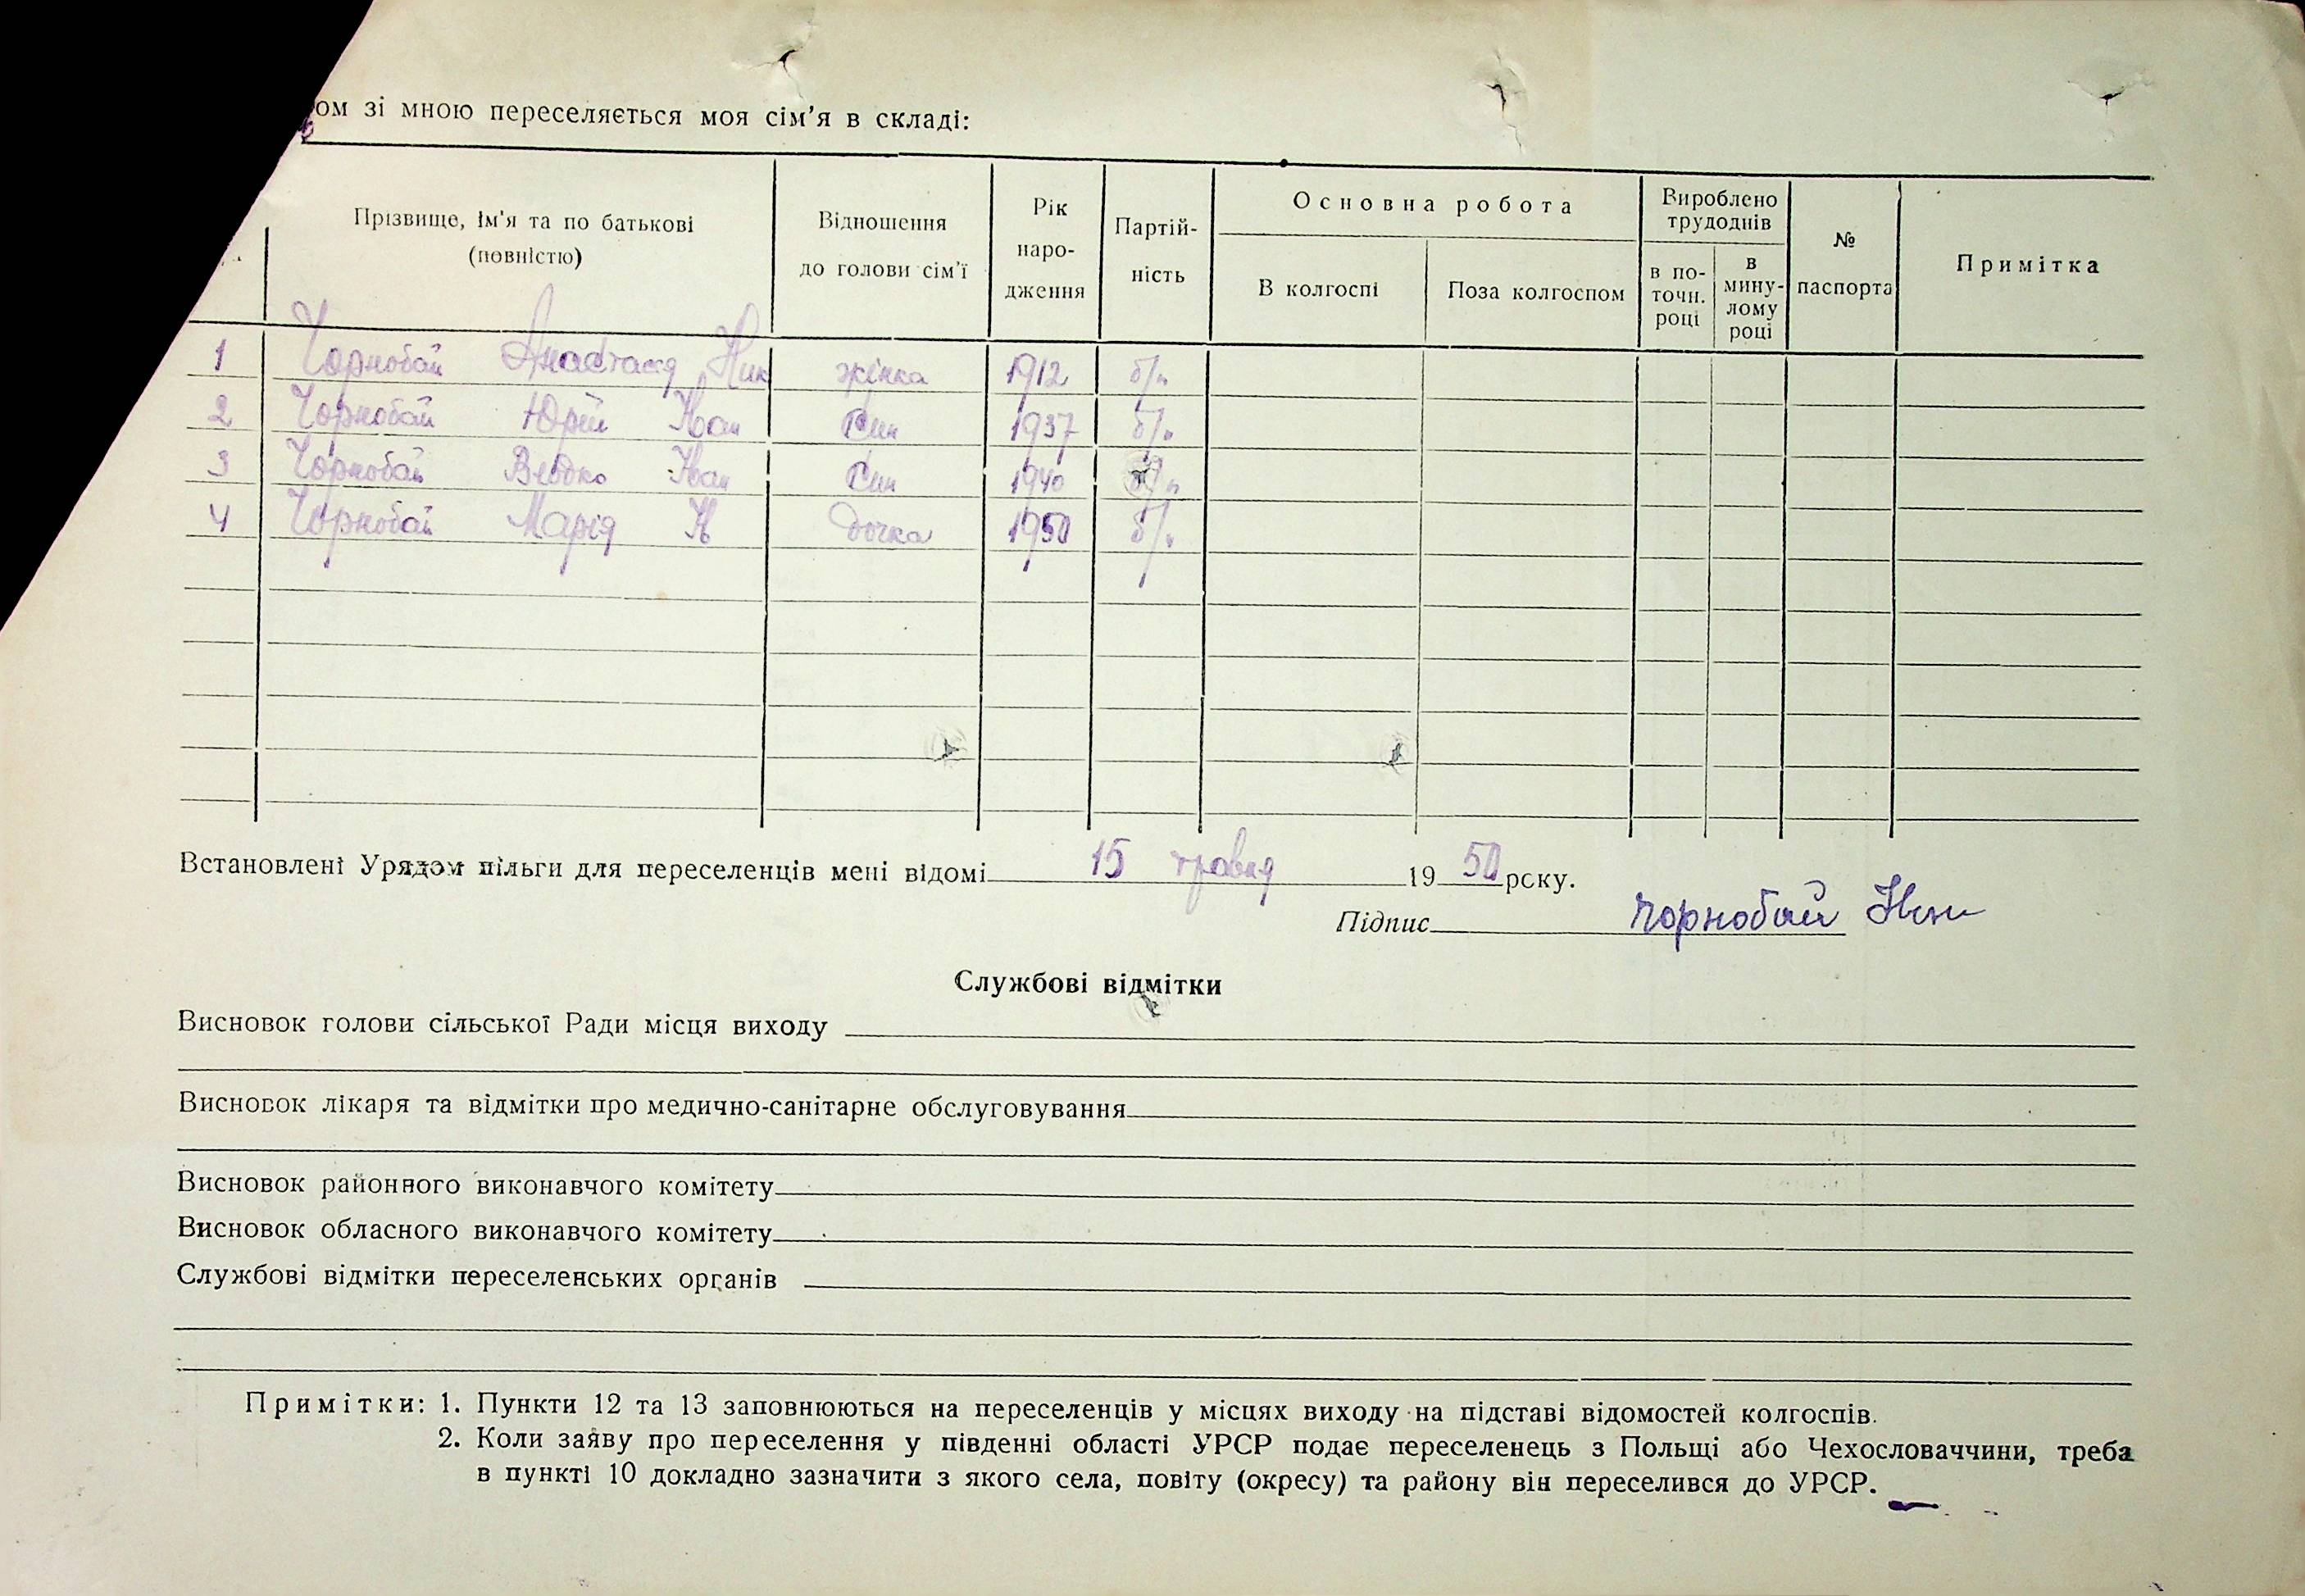 ом зі мною переселяється моя сім'я в складі:
Прізвище, ім'я та по батькові (повністю) Відношення до голови сім'ї Рік народження Партійність Основна робота В колгоспі Поза колгоспом Вироблено трудоднів в поточн. році в минулому році № паспорта Примітка
1 Чорнобай Анастасія Ник жінка 1912 б/п
2 Чорнобай Юрій Іван Син 1937 б/п
3 Чорнобай Іван Син 1940 б/п
4 Чорнобай Марія І дочка 1950 б/п
Встановлені Урядом пільги для переселенців мені відомі 15 травня 1950 року.
Підпис Чорнобай Іван
Службові відмітки
Висновок голови сільської Ради місця виходу
Висновок лікаря та відмітки про медично-санітарне обслуговування
Висновок районного виконавчого комітету
Висновок обласного виконавчого комітету
Службові відмітки переселенських органів
Примітки: 1. Пункти 12 та 13 заповнюються на переселенців у місцях виходу на підставі відомостей колгоспів.
2. Коли заяву про переселення у південні області УРСР подає переселенець з Польщі або Чехословаччини, треба
в пункті 10 докладно зазначити з якого села, повіту (окресу) та району він переселився до УРСР.